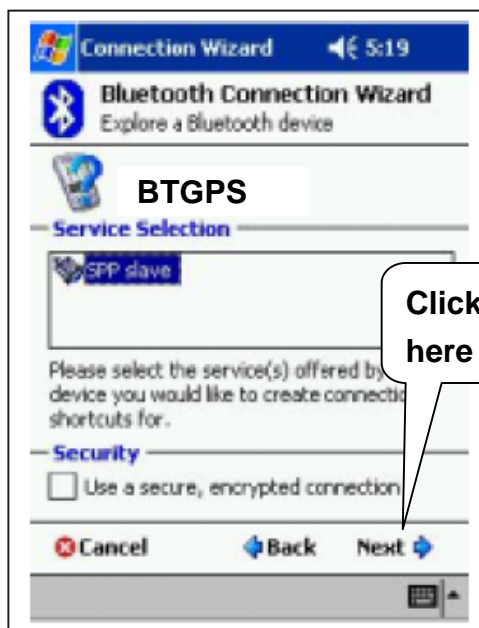 Connection Wizard 5:19
Bluetooth Connection Wizard
Explore a Bluetooth device
BTGPS
Service Selection
SPP slave
Click
here
Please select the service(s) offered by
device you would like to create
shortcuts for.
Security
Use a secure, encrypted connection
Cancel Back Next